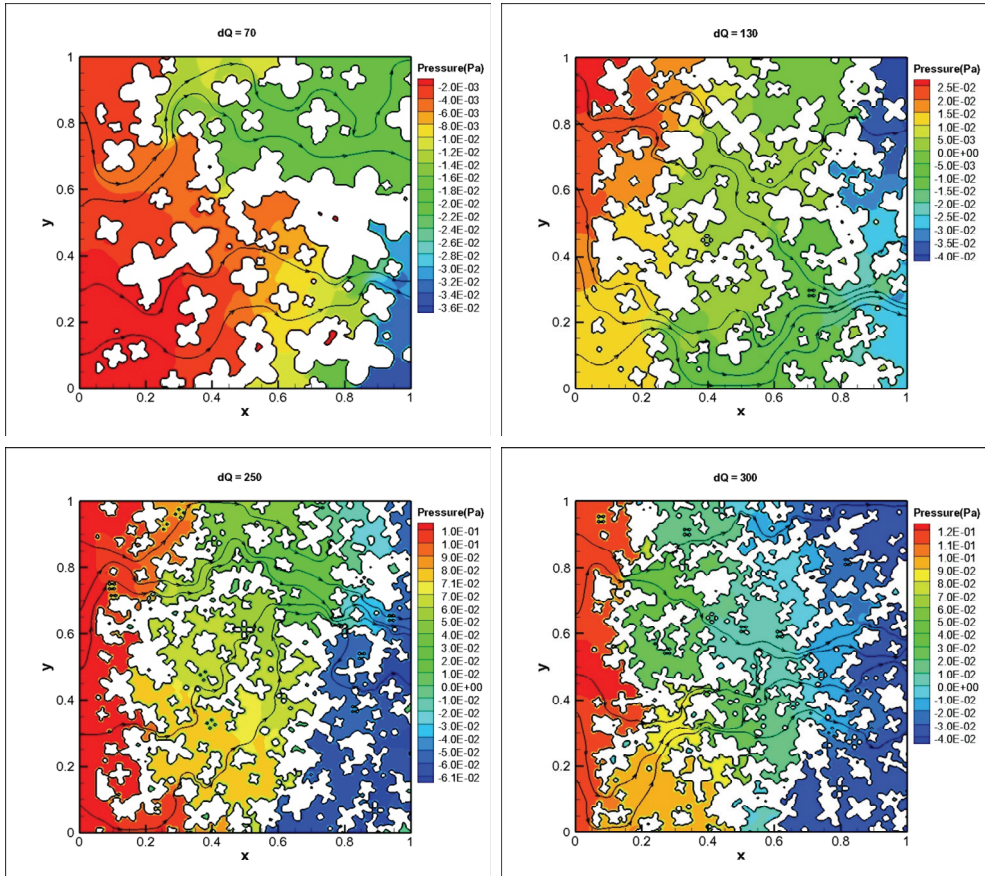 dQ = 70
Pressure(Pa)
-2.0E-03
-4.0E-03
-6.0E-03
-8.0E-03
-1.2E-02
-1.4E-02
-1.6E-02
-1.8E-02
-2.0E-02
-2.2E-02
-2.4E-02
-2.6E-02
-2.8E-02
-3.0E-02
-3.2E-02
-3.4E-02
-3.6E-02
y
1
0.8
0.6
0.4
0.2
0
0 0.2 0.4 0.6 0.8 1
x
dQ = 130
Pressure(Pa)
2.5E-02
2.0E-02
1.5E-02
1.0E-02
5.0E-03
0.0E+00
-5.0E-03
-1.0E-02
-1.5E-02
-2.0E-02
-2.5E-02
-3.0E-02
-3.5E-02
-4.0E-02
y
1
0.8
0.6
0.4
0.2
0
0 0.2 0.4 0.6 0.8 1
x
dQ = 250
Pressure(Pa)
1.0E-01
1.0E-01
9.0E-02
7.1E-02
7.0E-02
6.0E-02
5.0E-02
4.0E-02
3.0E-02
2.0E-02
1.0E-02
0.0E+00
-1.0E-02
-2.0E-02
-3.0E-02
-4.0E-02
-5.0E-02
-6.0E-02
-6.1E-02
y
1
0.8
0.6
0.4
0.2
0
0 0.2 0.4 0.6 0.8 1
x
dQ = 300
Pressure(Pa)
1.2E-01
1.1E-01
1.0E-01
8.0E-02
7.0E-02
6.0E-02
5.0E-02
4.0E-02
3.0E-02
2.0E-02
1.0E-02
0.0E+00
-1.0E-02
-2.0E-02
-3.0E-02
-4.0E-02
y
1
0.8
0.6
0.4
0.2
0
0 0.2 0.4 0.6 0.8 1
x